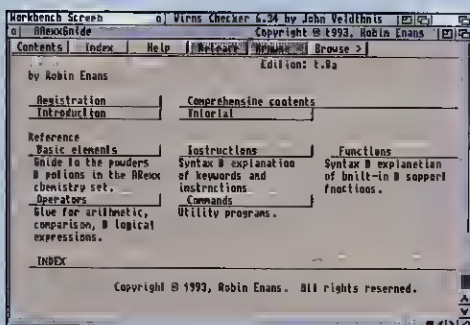 Workbench Screen o| Virus Checker 6.34 by John Veldthuis
o| ARexxGuide Copyright © 1993, Robin Evans
Contents Index Help Retrace Browse < Browse >
Edition:
by Robin Evans
Registration Comprehensive contents
Introduction Tutorial
Reference
Basic elements Instructions Functions
Guide to the powders Syntax & explanation Syntax & explanation
& potions in the ARexx of keywords and of built-in & support
chemistry set. instructions functions.
Operators Commands
Glue for arithmetic, Utility programs.
comparison, & logical
expressions.
INDEX
Copyright © 1993, Robin Evans. All rights reserved.